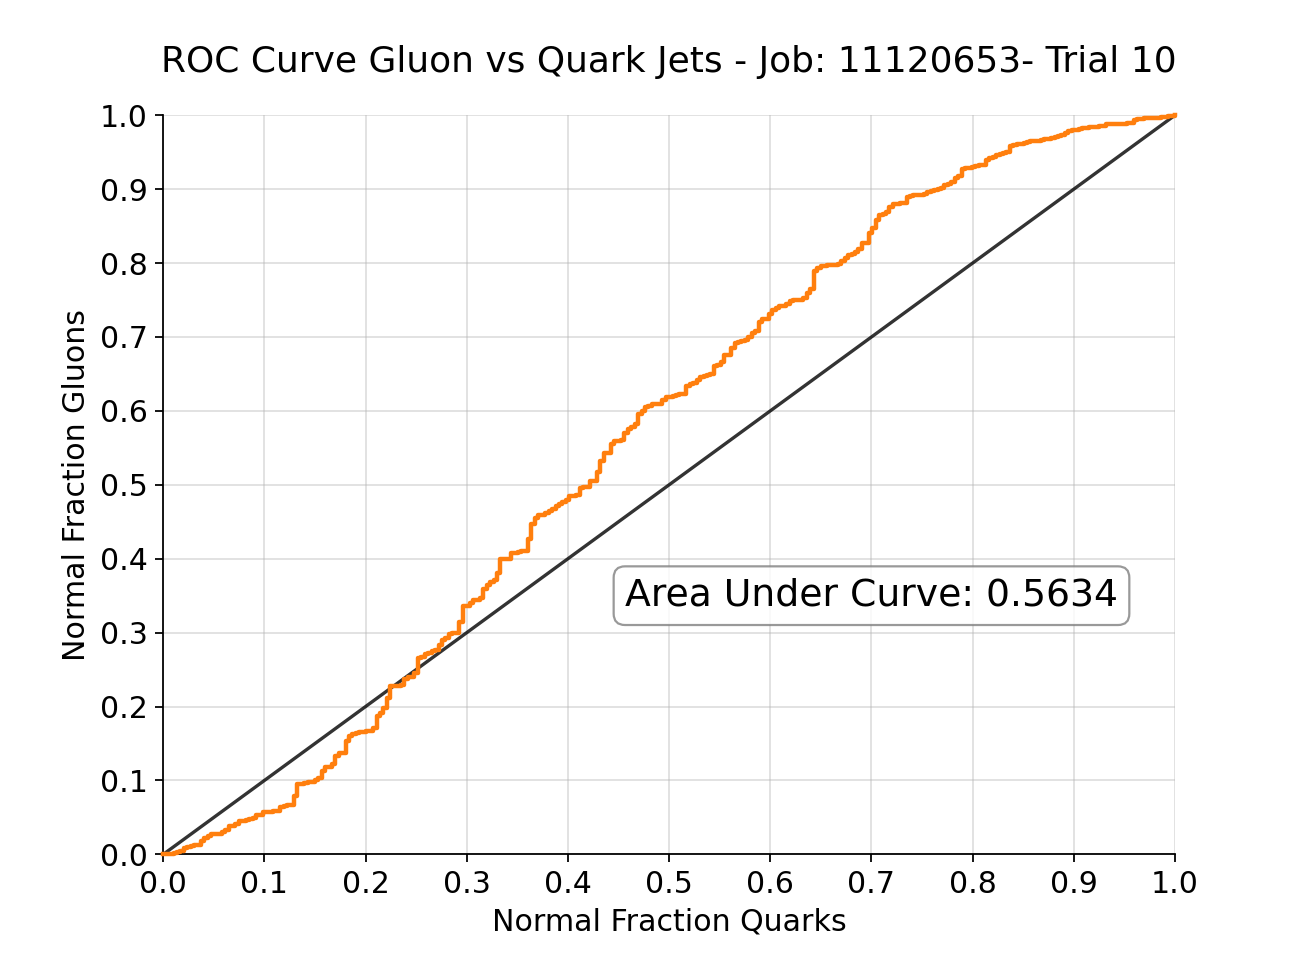 ROC Curve Gluon vs Quark Jets - Job: 11120653- Trial 10
1.0
0.9
0.8
0.7
0.6
0.5
0.4
0.3
0.2
0.1
0.0
Normal Fraction Gluons
Area Under Curve: 0.5634
0.0 0.1 0.2 0.3 0.4 0.5 0.6 0.7 0.8 0.9 1.0
Normal Fraction Quarks